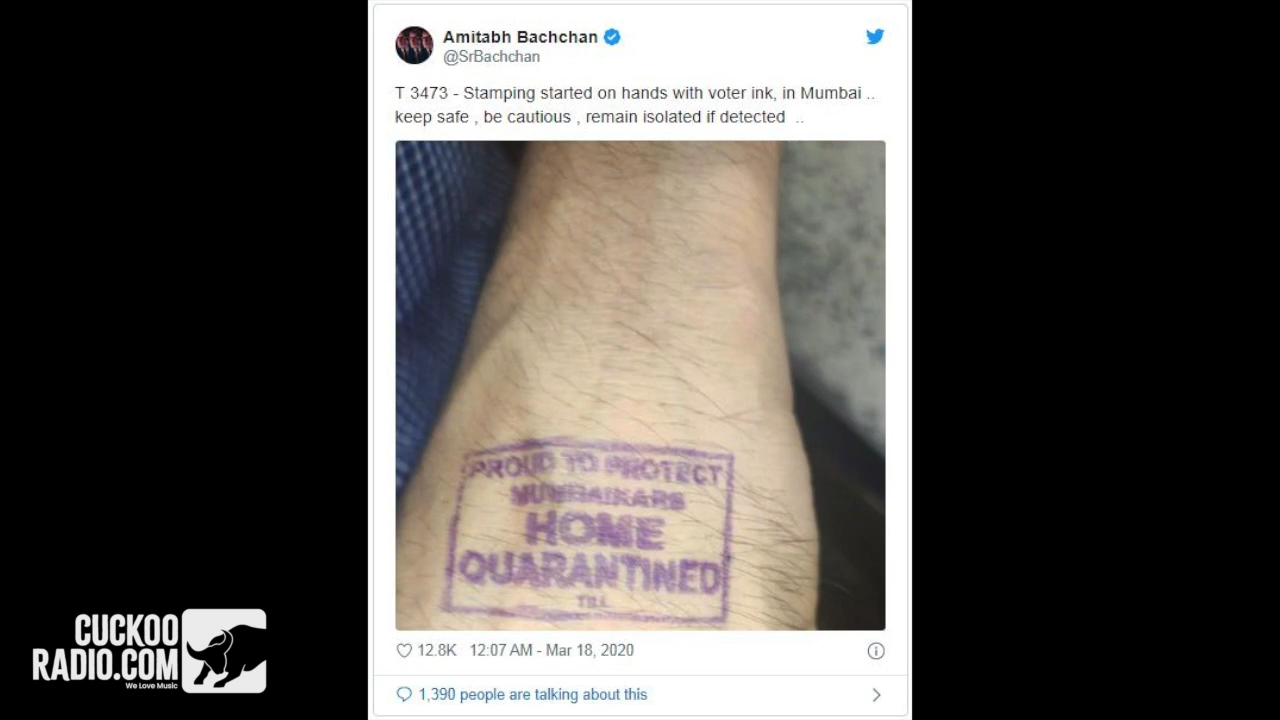 Amitabh Bachchan
@SrBachchan
T 3473 - Stamping started on hands with voter ink, in Mumbai ..
keep safe , be cautious , remain isolated if detected ..
PROUD TO PROTECT
MUMBAIKARS
HOME
QUARANTINED
TILL
12.8K 12:07 AM - Mar 18, 2020
1,390 people are talking about this
CUCKOO
RADIO.COM
We Love Music